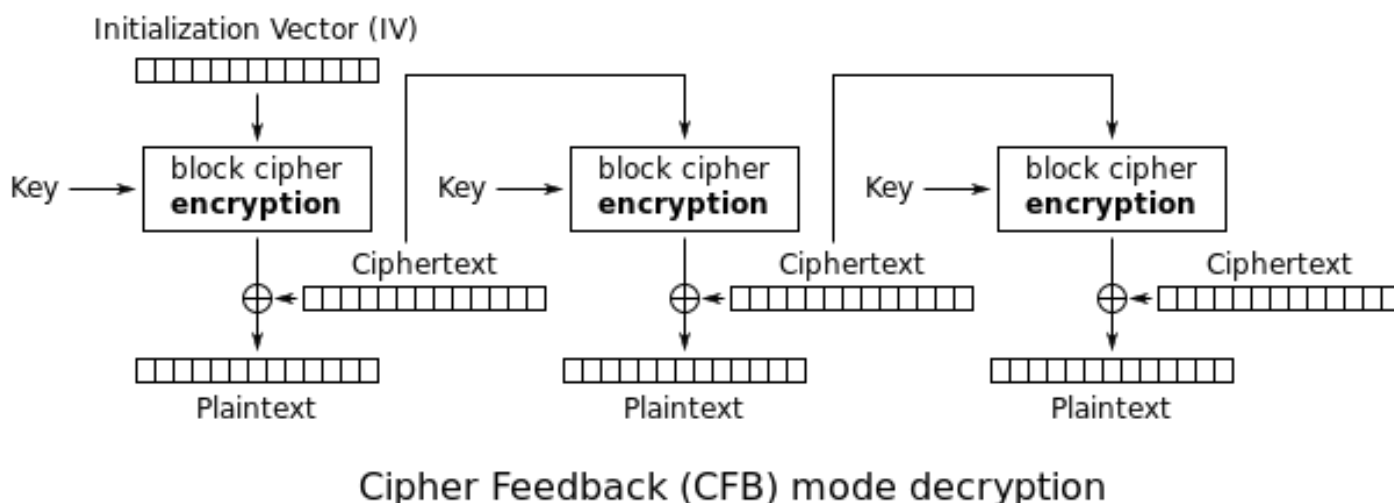 Initialization Vector (IV)
Key
block cipher
encryption
Key
block cipher
encryption
Key
block cipher
encryption
Ciphertext
Ciphertext
Ciphertext
Plaintext
Plaintext
Plaintext
Cipher Feedback (CFB) mode decryption